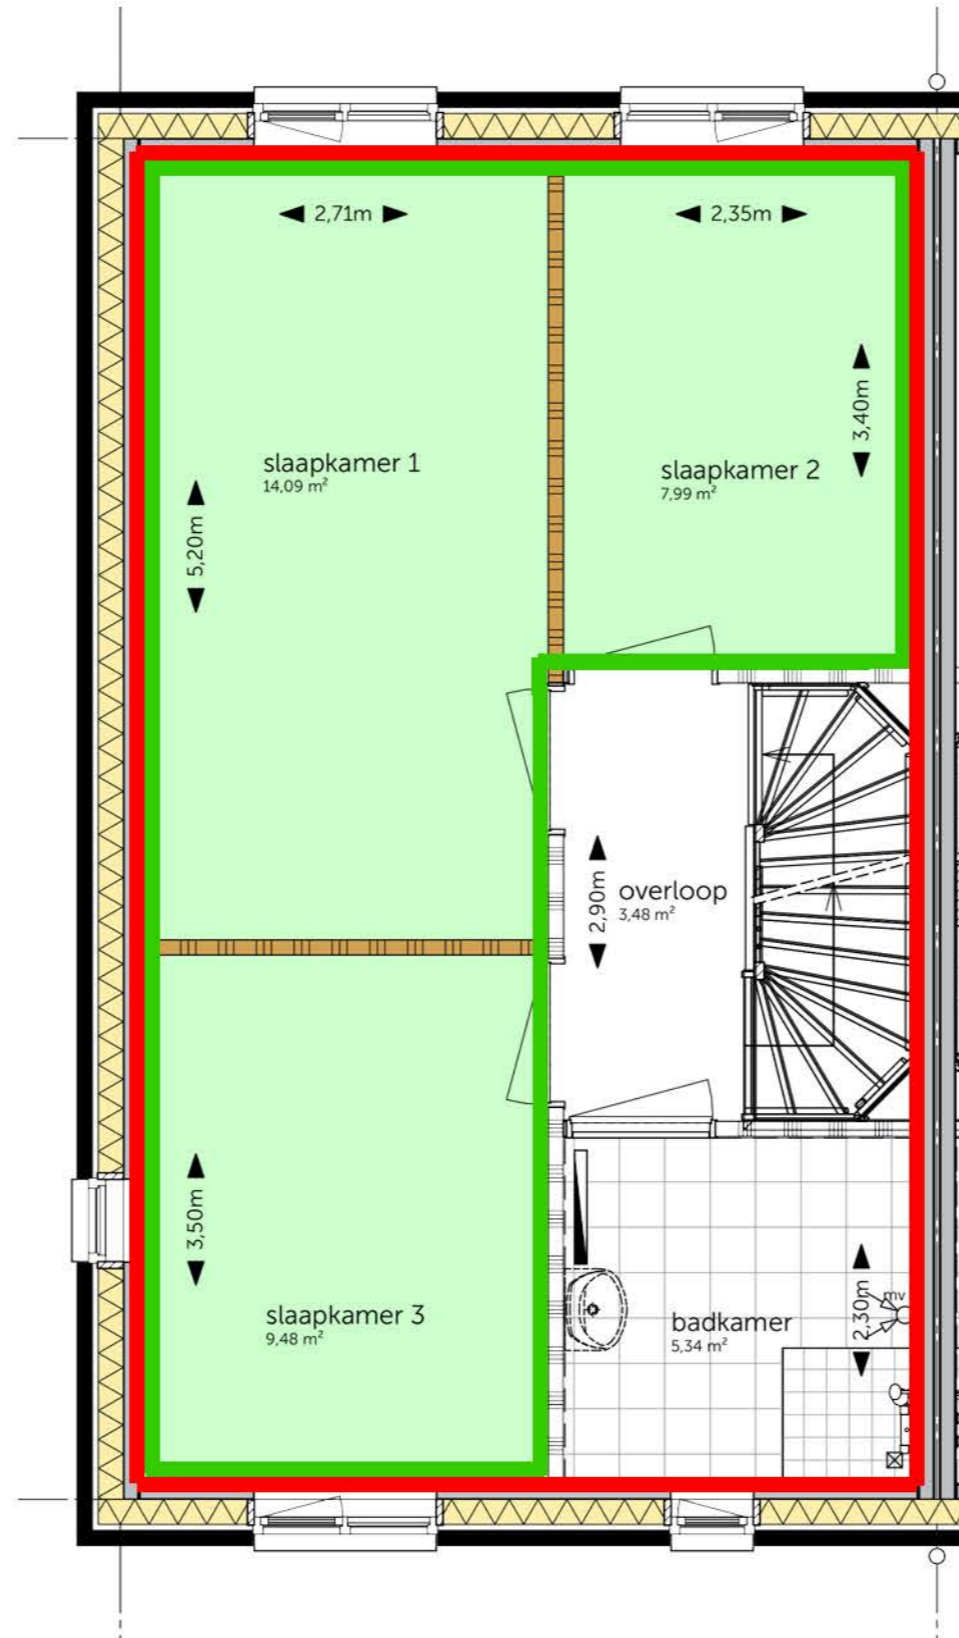 2,71m
2,35m
3,40m
slaapkamer 1
14,09 m²
slaapkamer 2
7,99 m²
5,20m
2,90m
overloop
3,48 m²
3,50m
slaapkamer 3
9,48 m²
badkamer
5,34 m²
2,30m
mv